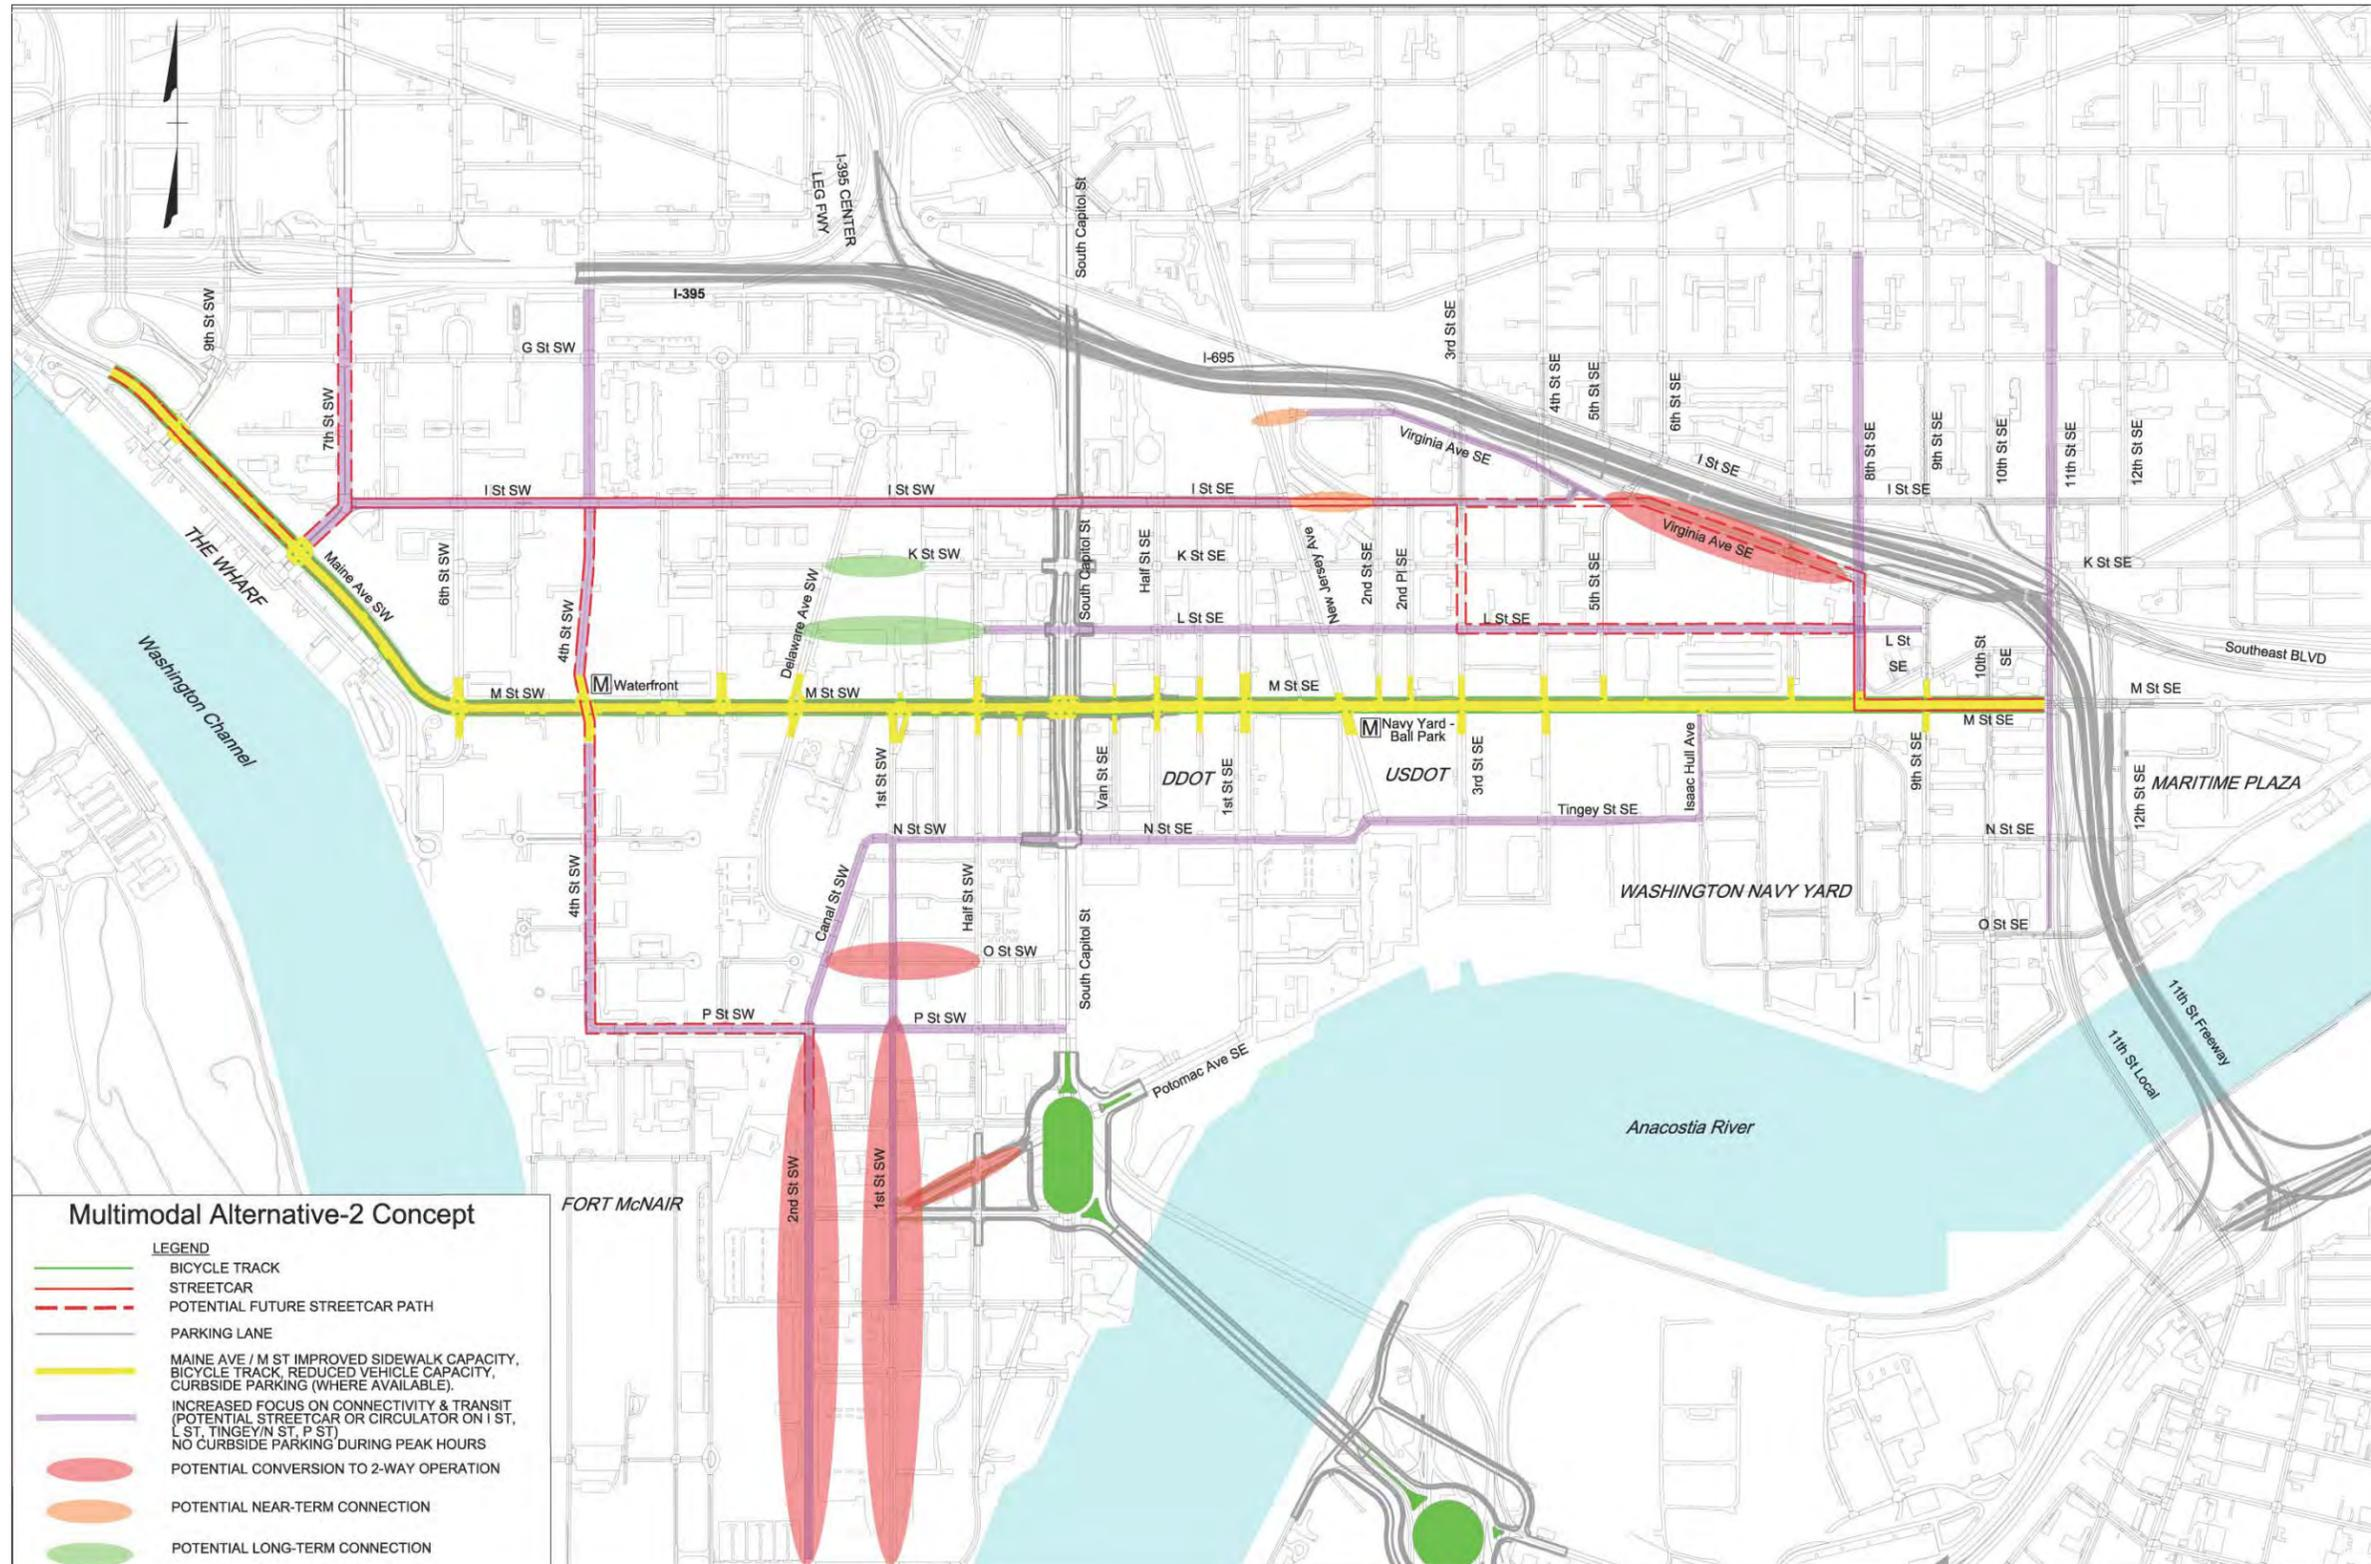 I-395 CENTER
LEG FWY
South Capitol St
I-395
9th St SW
G St SW
7th St SW
I-695
3rd St SE
4th St SE
5th St SE
6th St SE
Virginia Ave SE
I St SE
8th St SE
9th St SE
10th St SE
11th St SE
12th St SE
I St SW
I St SW
I St SE
I St SE
THE WHARF
Maine Ave SW
6th St SW
4th St SW
K St SW
Delaware Ave SW
South Capitol St
Half St SE
K St SE
New Jersey Ave
2nd St SE
2nd Pl SE
5th St SE
Virginia Ave SE
K St SE
L St SE
L St SE
L St
SE
10th St
SE
Southeast BLVD
Washington Channel
M St SW
M Waterfront
M St SW
M St SE
M St SE
M St SE
M Navy Yard -
Ball Park
1st St SW
Van St SE
DDOT
1st St SE
USDOT
3rd St SE
Isaac Hull Ave
9th St SE
12th St SE
MARITIME PLAZA
Tingey St SE
N St SW
N St SE
N St SE
4th St SW
Canal St SW
Half St SW
WASHINGTON NAVY YARD
O St SW
South Capitol St
O St SE
P St SW
P St SW
11th St Freeway
11th St Local
Potomac Ave SE
Anacostia River
2nd St SW
1st St SW
FORT McNAIR
Multimodal Alternative-2 Concept
LEGEND
BICYCLE TRACK
STREETCAR
POTENTIAL FUTURE STREETCAR PATH
PARKING LANE
MAINE AVE / M ST IMPROVED SIDEWALK CAPACITY,
BICYCLE TRACK, REDUCED VEHICLE CAPACITY,
CURBSIDE PARKING (WHERE AVAILABLE).
INCREASED FOCUS ON CONNECTIVITY & TRANSIT
(POTENTIAL STREETCAR OR CIRCULATOR ON I ST,
L ST, TINGEY/N ST, P ST)
NO CURBSIDE PARKING DURING PEAK HOURS
POTENTIAL CONVERSION TO 2-WAY OPERATION
POTENTIAL NEAR-TERM CONNECTION
POTENTIAL LONG-TERM CONNECTION